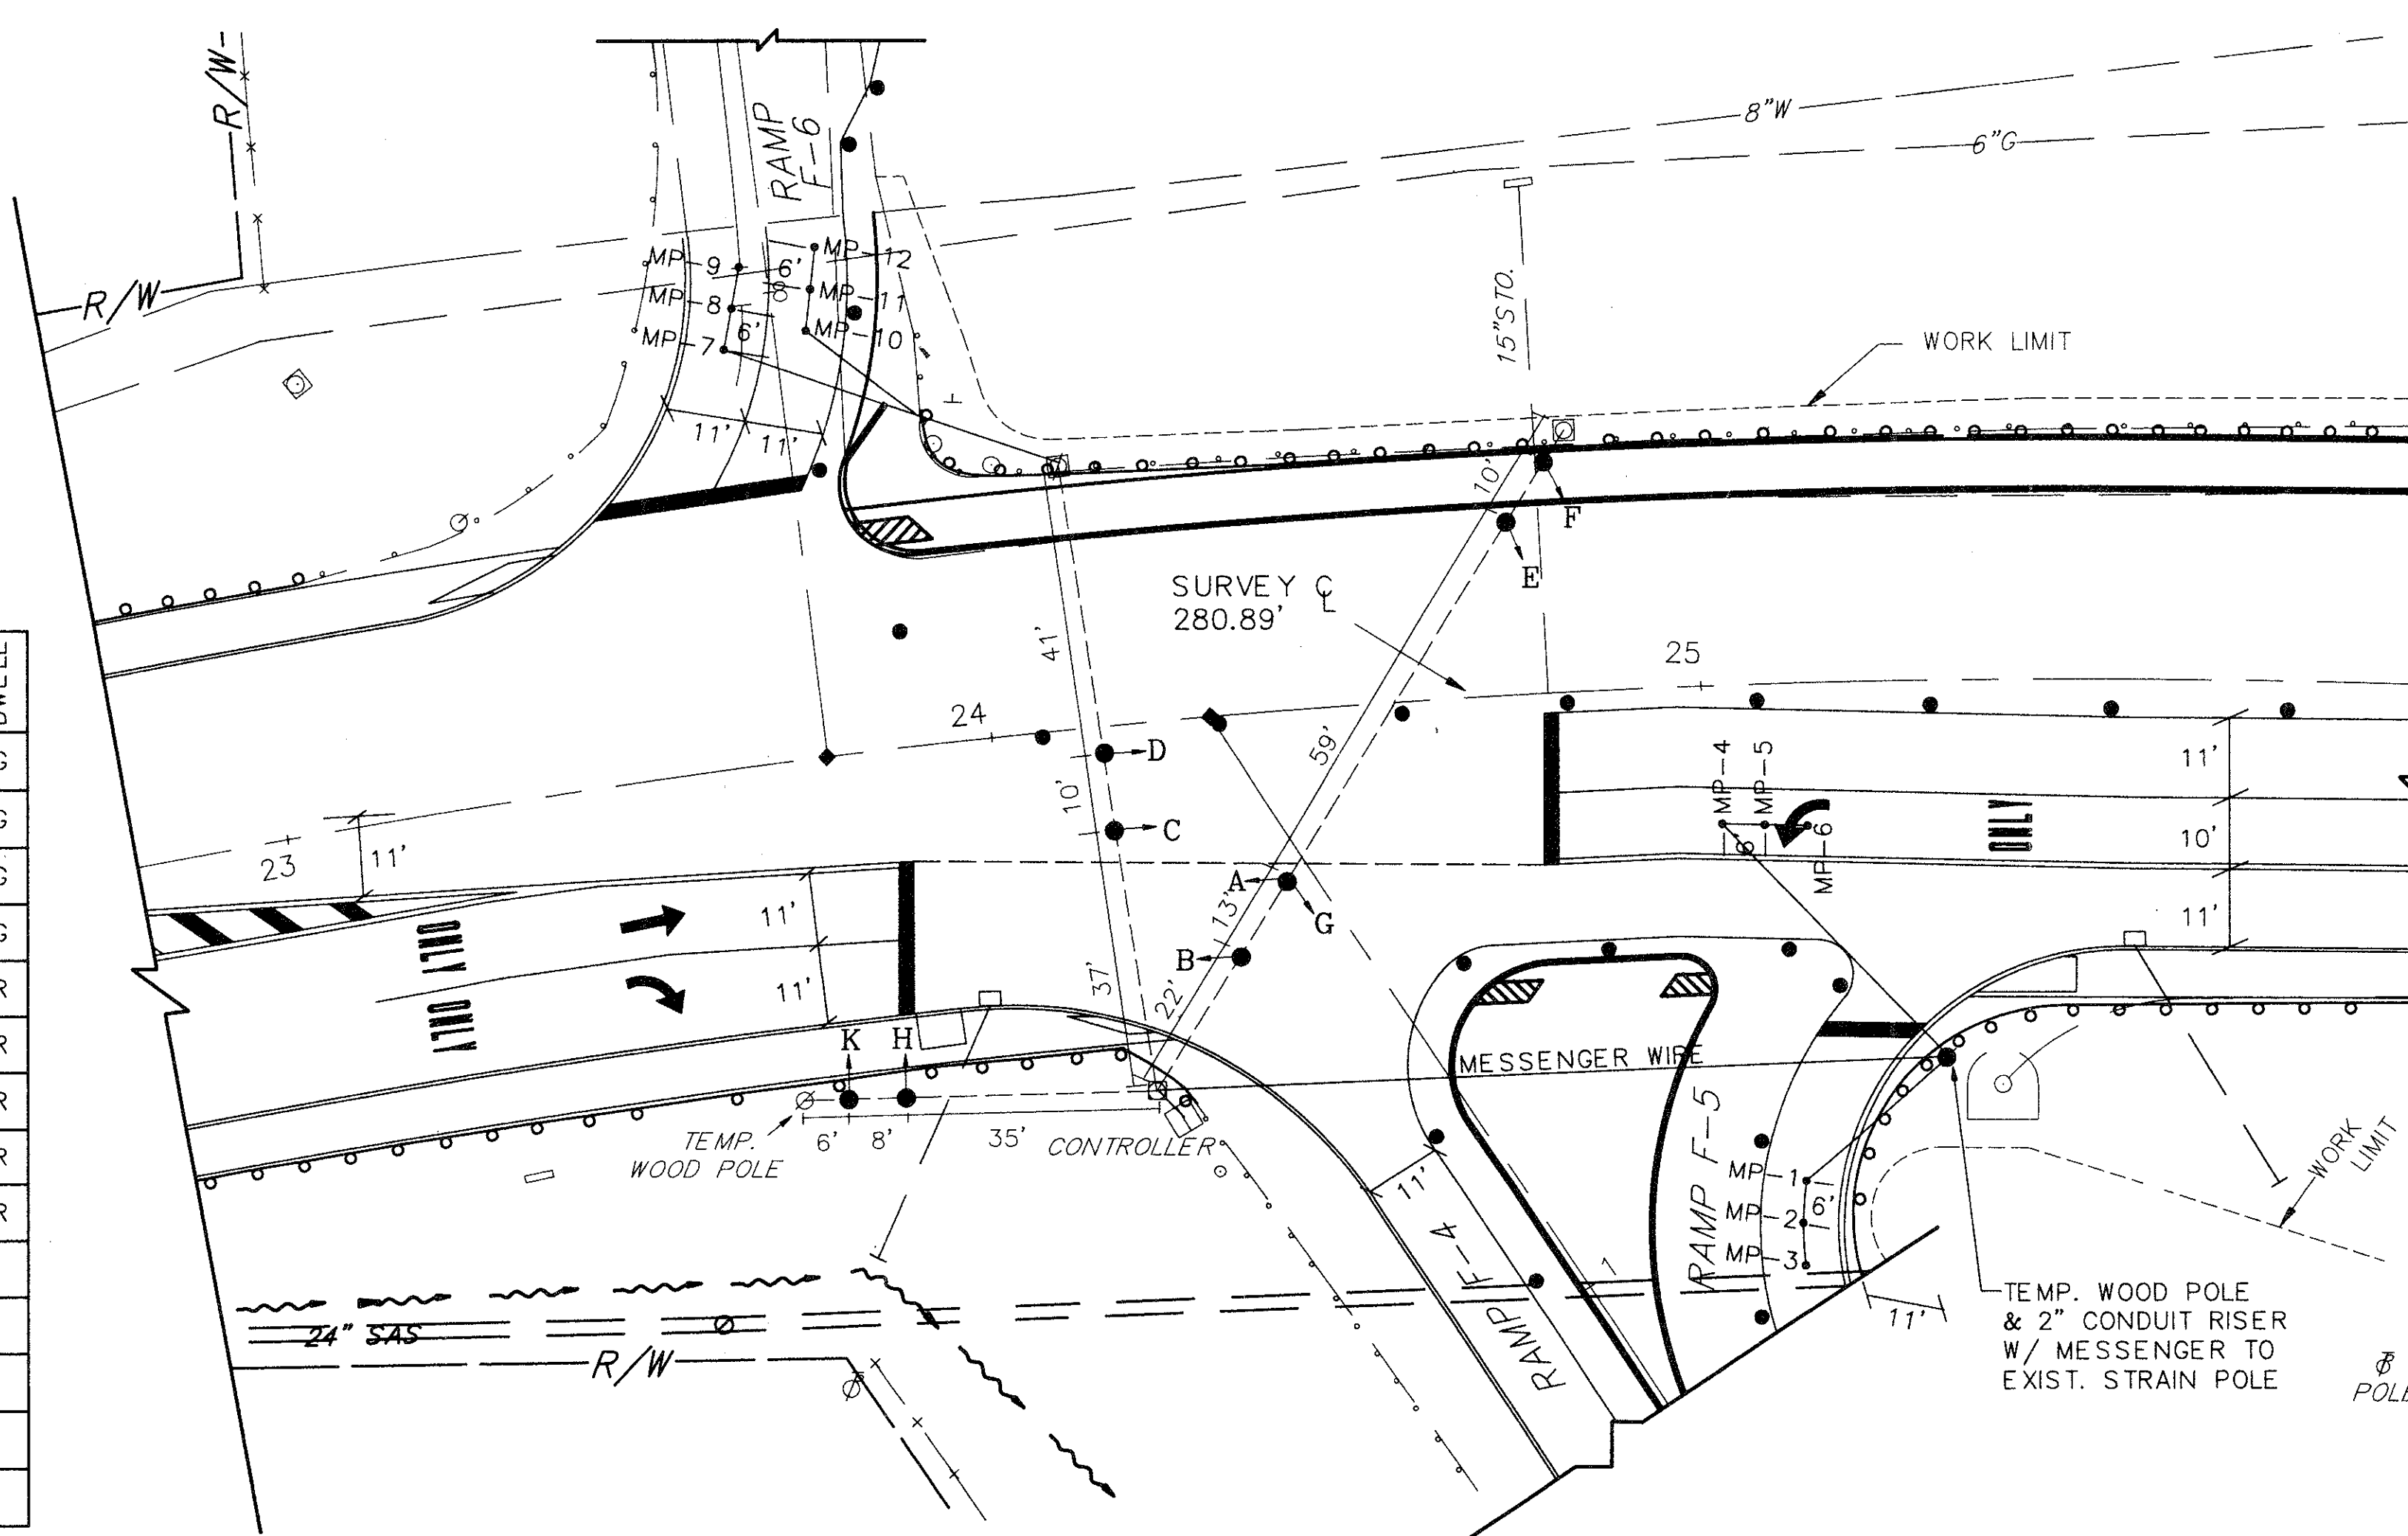 R/W
R/W
RAMP
F-6
8"W
6"G
MP-9
6'
MP-12
MP-8
8'
MP-11
MP-7
6'
MP-10
15"STO.
WORK LIMIT
11'
11'
10'
F
E
SURVEY ℄
280.89'
41'
59'
24
25
D
10'
C
MP-4
MP-5
MP-6
11'
ONLY
10'
11'
23
11'
A
G
13'
B
22'
37'
11'
11'
ONLY
ONLY
K
H
MESSENGER WIRE
TEMP.
WOOD POLE
6'
8'
35'
CONTROLLER
11'
RAMP F-4
1
RAMP F-5
MP-1
6'
MP-2
MP-3
WORK
LIMIT
11'
TEMP. WOOD POLE
& 2" CONDUIT RISER
W/ MESSENGER TO
EXIST. STRAIN POLE
24" SAS
R/W
G
G
G
G
R
R
R
R
R